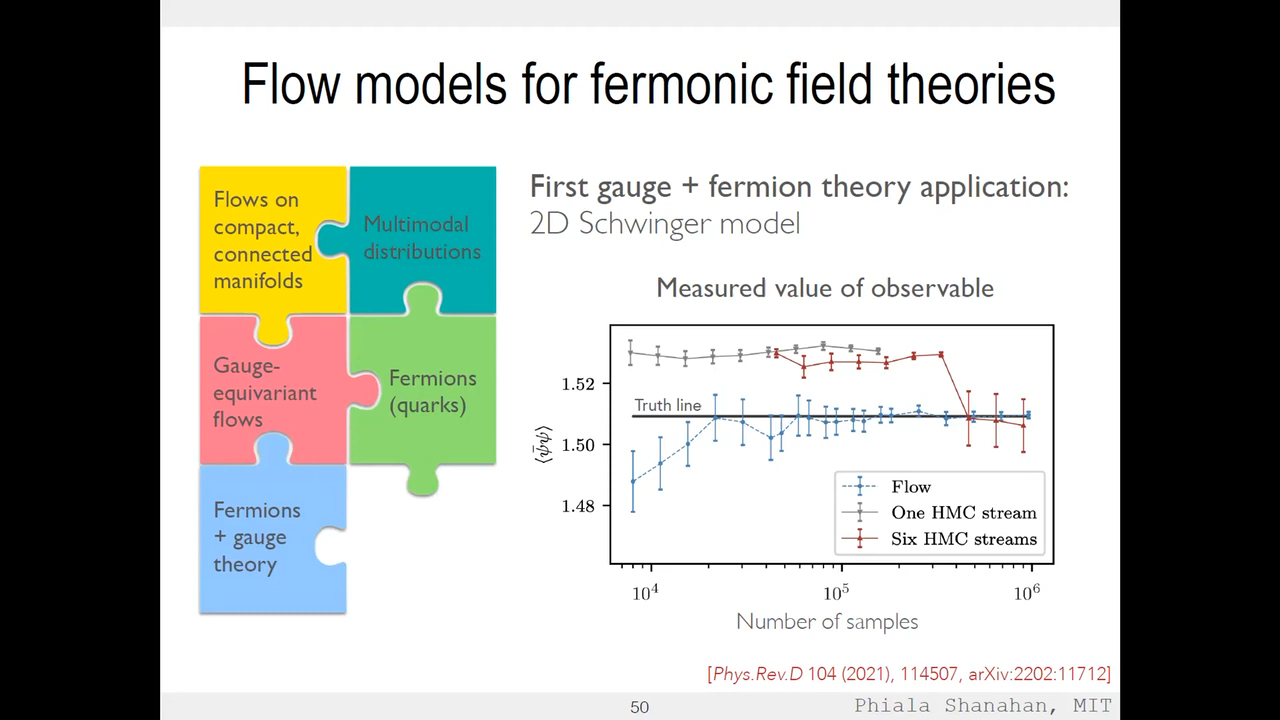 Flow models for fermonic field theories
Flows on
compact,
connected
manifolds
Multimodal
distributions
Gauge-
equivariant
flows
Fermions
(quarks)
Fermions
+ gauge
theory
First gauge + fermion theory application:
2D Schwinger model
Measured value of observable
1.52
1.50
1.48
⟨ψ̄ψ⟩
Truth line
Flow
One HMC stream
Six HMC streams
10⁴
10⁵
10⁶
Number of samples
[Phys.Rev.D 104 (2021), 114507, arXiv:2202:11712]
50
Phiala Shanahan, MIT